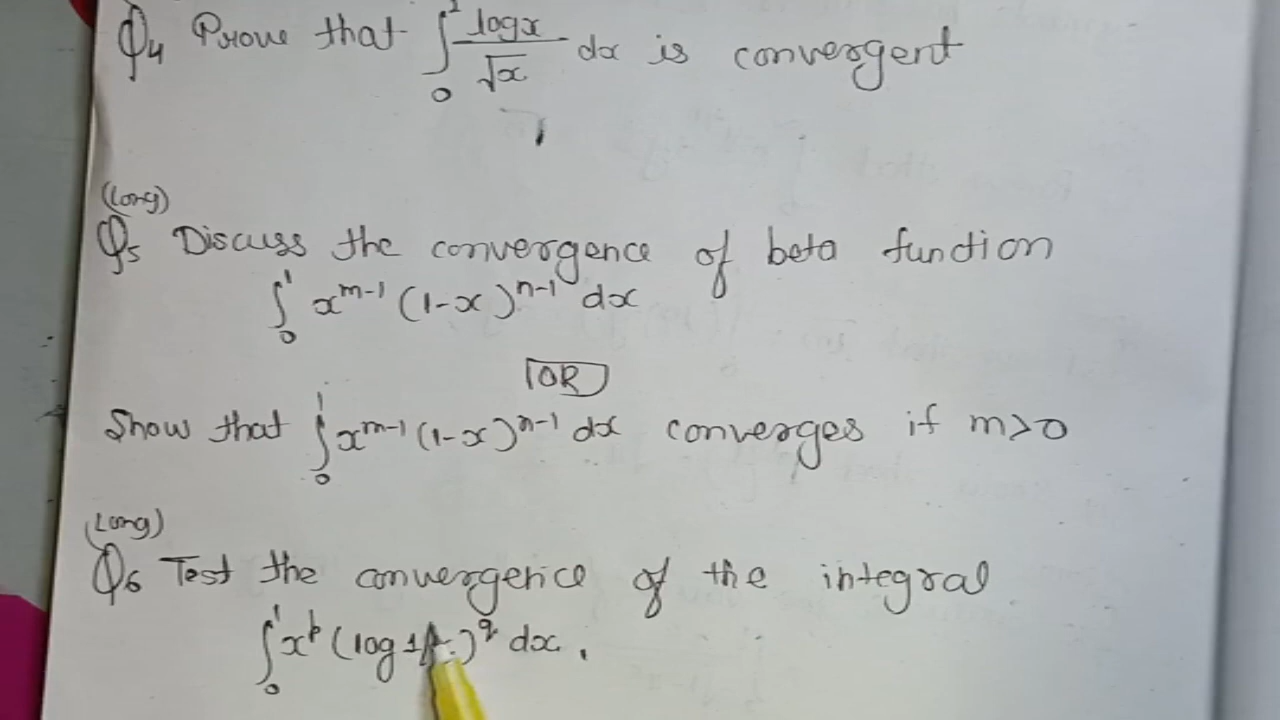 Q4 Prove that ∫₀² logx/√x dx is convergent
(Long)
Q5 Discuss the convergence of beta function
∫₀¹ x^{m-1} (1-x)^{n-1} dx
OR
Show that ∫₀¹ x^{m-1} (1-x)^{n-1} dx converges if m>0
(Long)
Q6 Test the convergence of the integral
∫₀¹ x^p (log 1/ )^q dx.